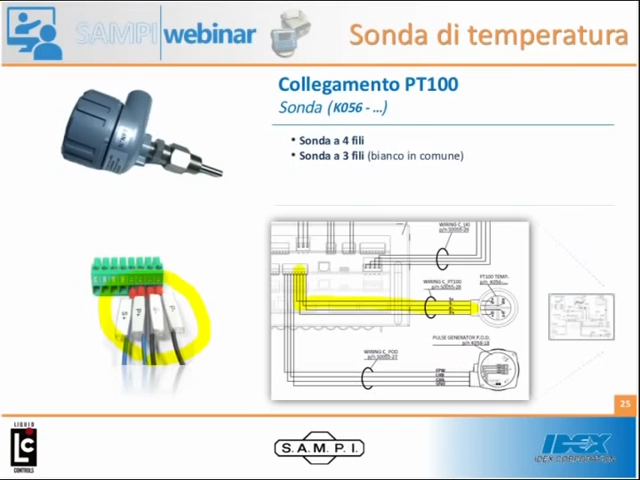 SAMPI webinar
Sonda di temperatura
Collegamento PT100
Sonda (K056 - ...)
• Sonda a 4 fili
• Sonda a 3 fili (bianco in comune)
S+
P+
WIRING C_PT100
PT100 TEMP.
PULSE GENERATOR P.O.D.
WIRING C_POD
25
LIQUID
LC
CONTROLS
S.A.M.P.I.
IDEX
IDEX CORPORATION